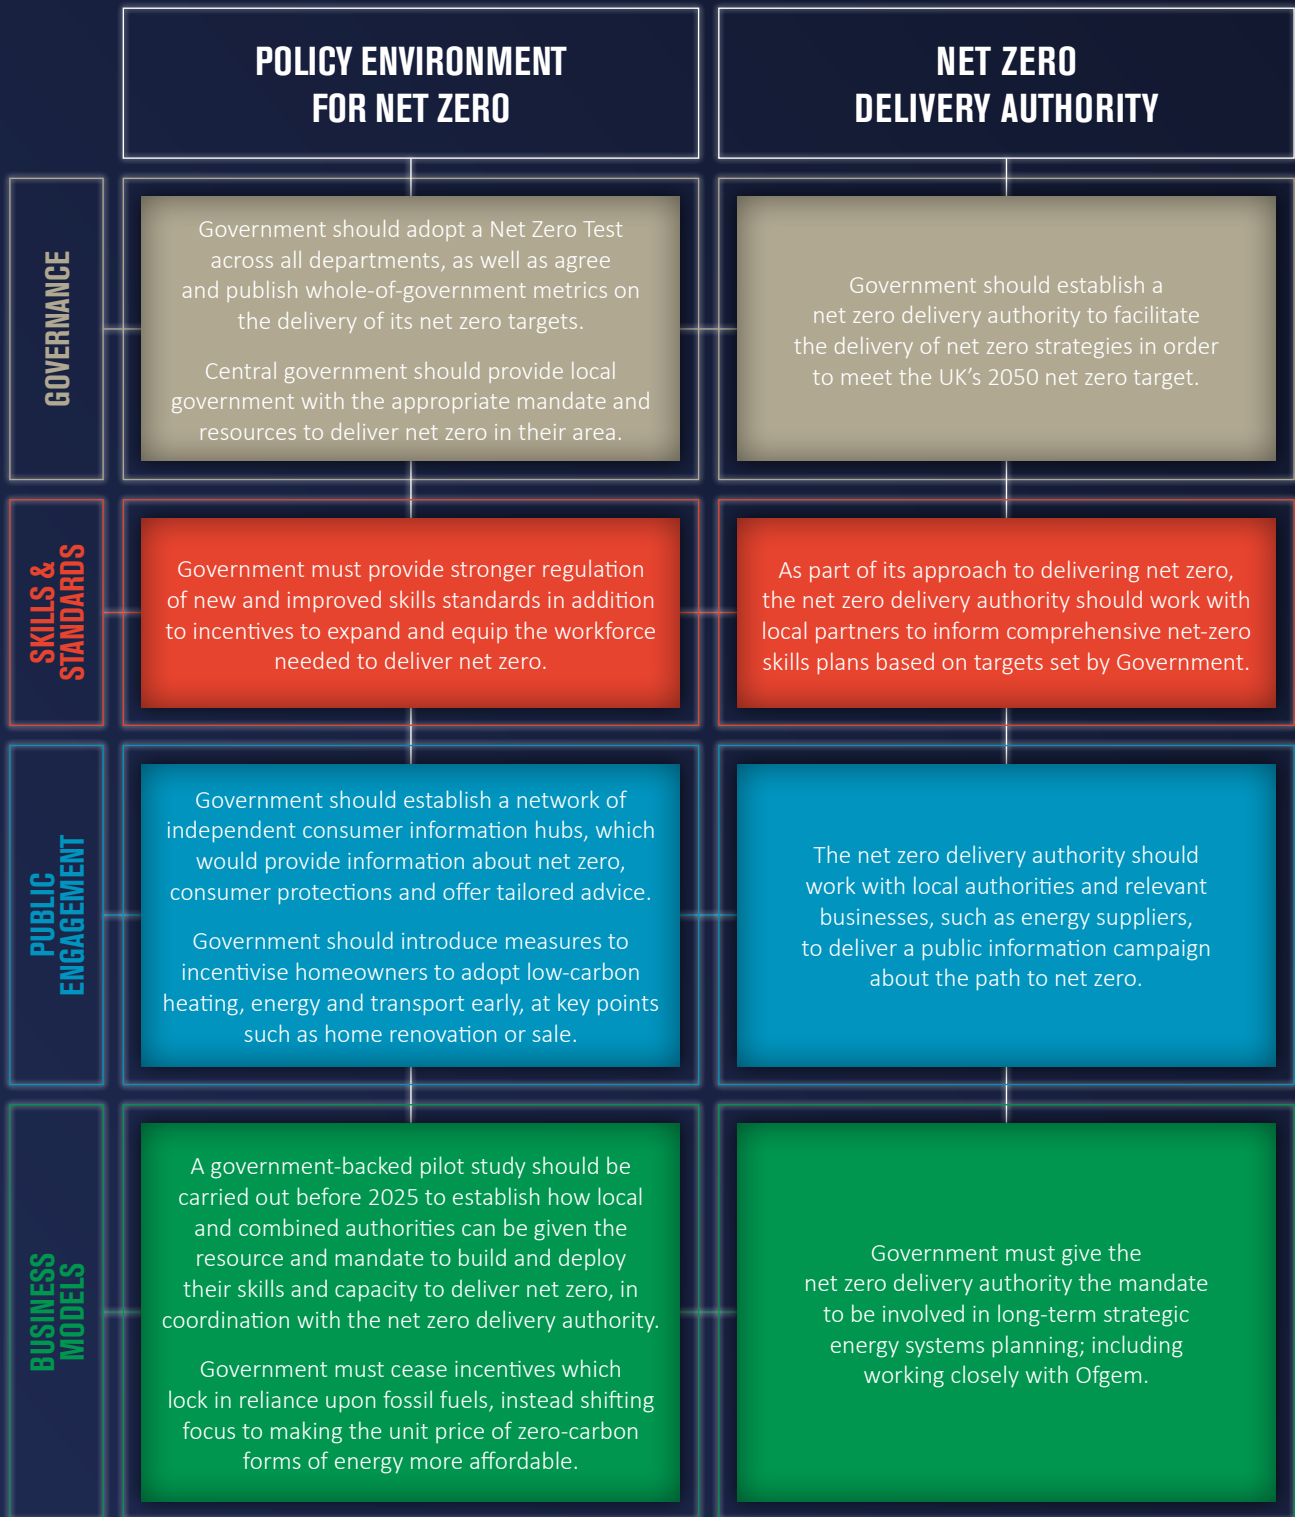 POLICY ENVIRONMENT
FOR NET ZERO
NET ZERO
DELIVERY AUTHORITY
GOVERNANCE
Government should adopt a Net Zero Test
across all departments, as well as agree
and publish whole-of-government metrics on
the delivery of its net zero targets.
Central government should provide local
government with the appropriate mandate and
resources to deliver net zero in their area.
Government should establish a
net zero delivery authority to facilitate
the delivery of net zero strategies in order
to meet the UK’s 2050 net zero target.
SKILLS &
STANDARDS
Government must provide stronger regulation
of new and improved skills standards in addition
to incentives to expand and equip the workforce
needed to deliver net zero.
As part of its approach to delivering net zero,
the net zero delivery authority should work with
local partners to inform comprehensive net-zero
skills plans based on targets set by Government.
PUBLIC
ENGAGEMENT
Government should establish a network of
independent consumer information hubs, which
would provide information about net zero,
consumer protections and offer tailored advice.
Government should introduce measures to
incentivise homeowners to adopt low-carbon
heating, energy and transport early, at key points
such as home renovation or sale.
The net zero delivery authority should
work with local authorities and relevant
businesses, such as energy suppliers,
to deliver a public information campaign
about the path to net zero.
BUSINESS
MODELS
A government-backed pilot study should be
carried out before 2025 to establish how local
and combined authorities can be given the
resource and mandate to build and deploy
their skills and capacity to deliver net zero, in
coordination with the net zero delivery authority.
Government must cease incentives which
lock in reliance upon fossil fuels, instead shifting
focus to making the unit price of zero-carbon
forms of energy more affordable.
Government must give the
net zero delivery authority the mandate
to be involved in long-term strategic
energy systems planning; including
working closely with Ofgem.